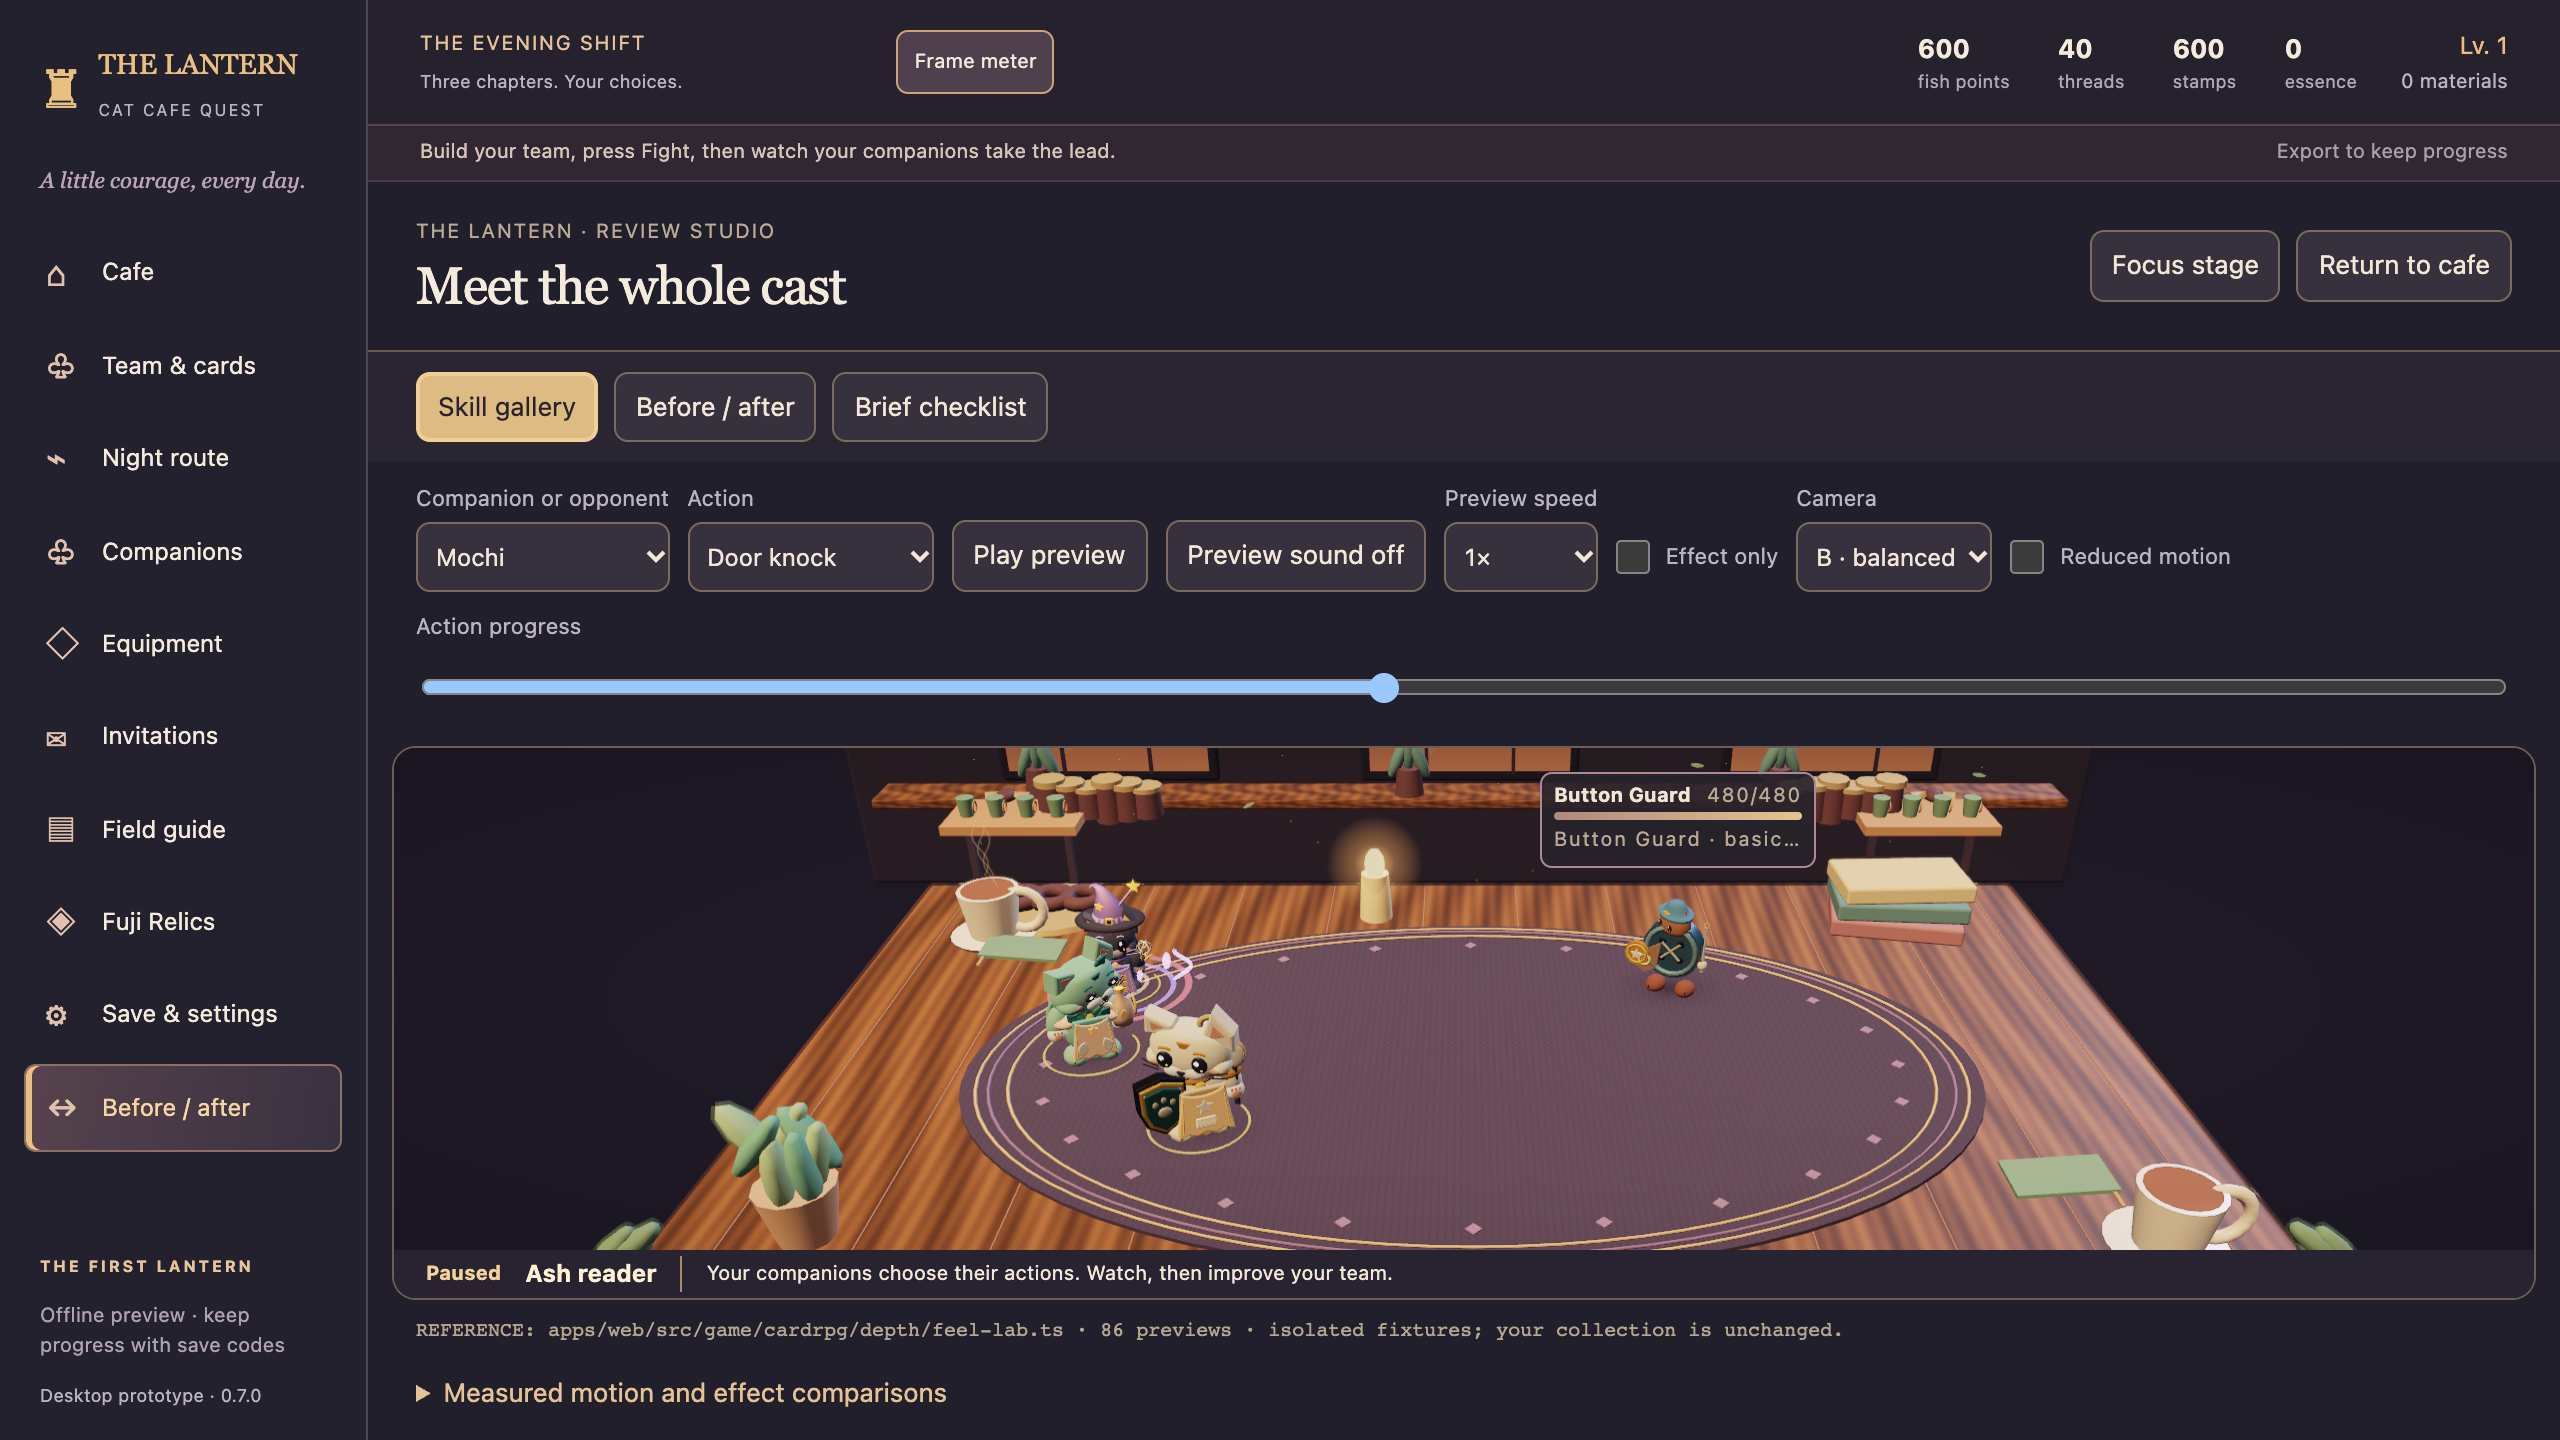 THE LANTERN
CAT CAFE QUEST
A little courage, every day.
Cafe
Team & cards
Night route
Companions
Equipment
Invitations
Field guide
Fuji Relics
Save & settings
Before / after
THE FIRST LANTERN
Offline preview · keep
progress with save codes
Desktop prototype · 0.7.0
THE EVENING SHIFT
Three chapters. Your choices.
Frame meter
600 40 600 0 Lv. 1
fish points threads stamps essence 0 materials
Build your team, press Fight, then watch your companions take the lead.
Export to keep progress
THE LANTERN · REVIEW STUDIO
Meet the whole cast
Focus stage
Return to cafe
Skill gallery
Before / after
Brief checklist
Companion or opponent Action Preview speed Camera
Mochi Door knock Play preview Preview sound off 1× Effect only B · balanced Reduced motion
Action progress
Button Guard 480/480
Button Guard · basic…
Paused Ash reader Your companions choose their actions. Watch, then improve your team.
REFERENCE: apps/web/src/game/cardrpg/depth/feel-lab.ts · 86 previews · isolated fixtures; your collection is unchanged.
Measured motion and effect comparisons